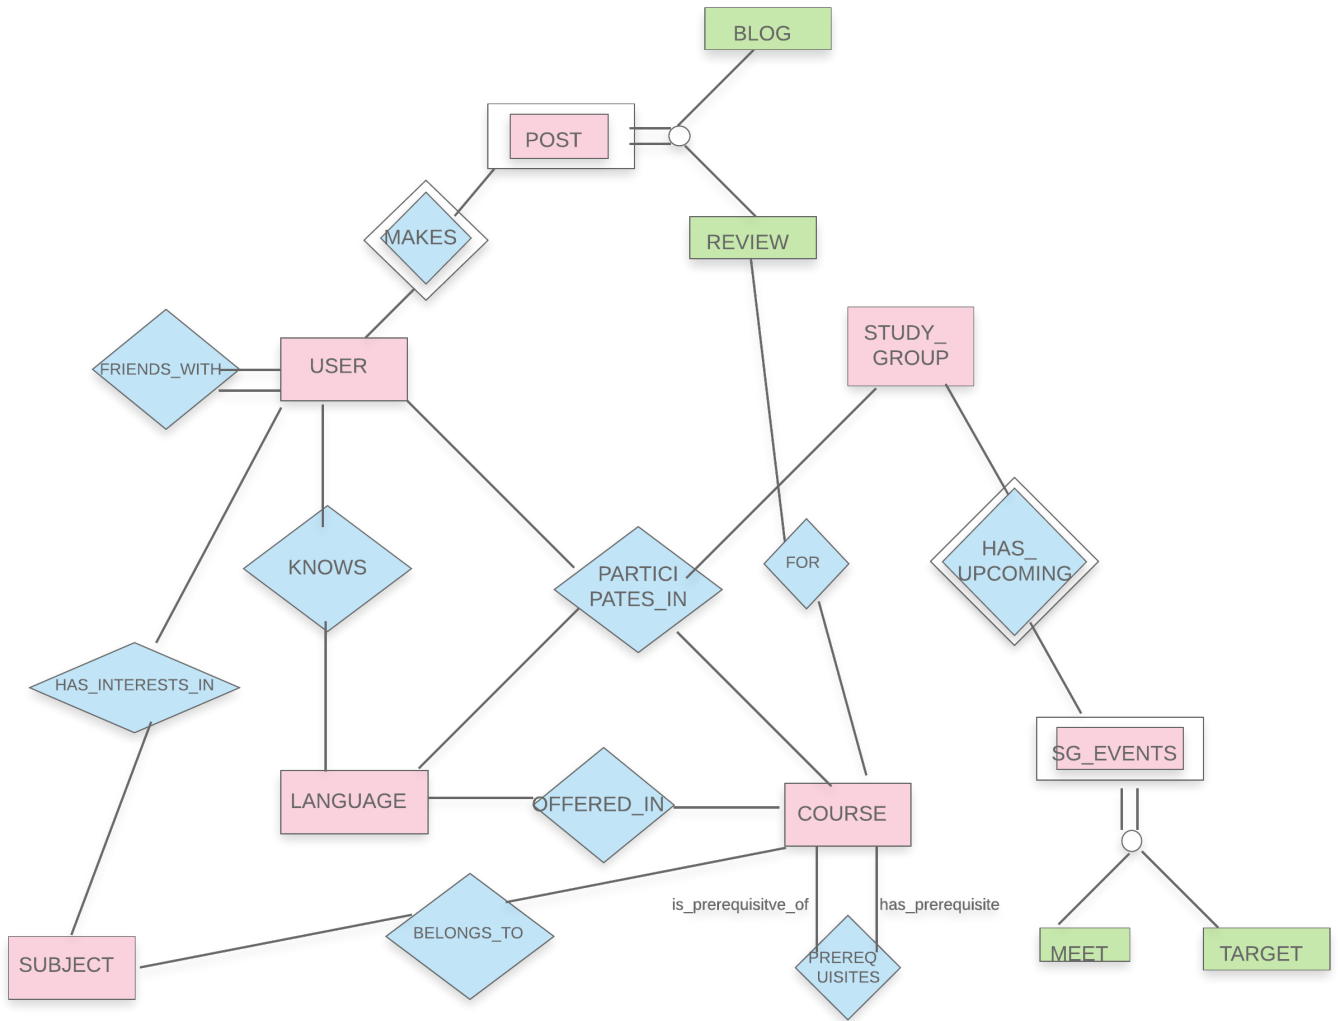 BLOG
POST
MAKES
REVIEW
STUDY_
GROUP
FRIENDS_WITH
USER
KNOWS
PARTICI
PATES_IN
FOR
HAS_
UPCOMING
HAS_INTERESTS_IN
SG_EVENTS
LANGUAGE
OFFERED_IN
COURSE
is_prerequisitve_of
has_prerequisite
BELONGS_TO
SUBJECT
PREREQ
UISITES
MEET
TARGET